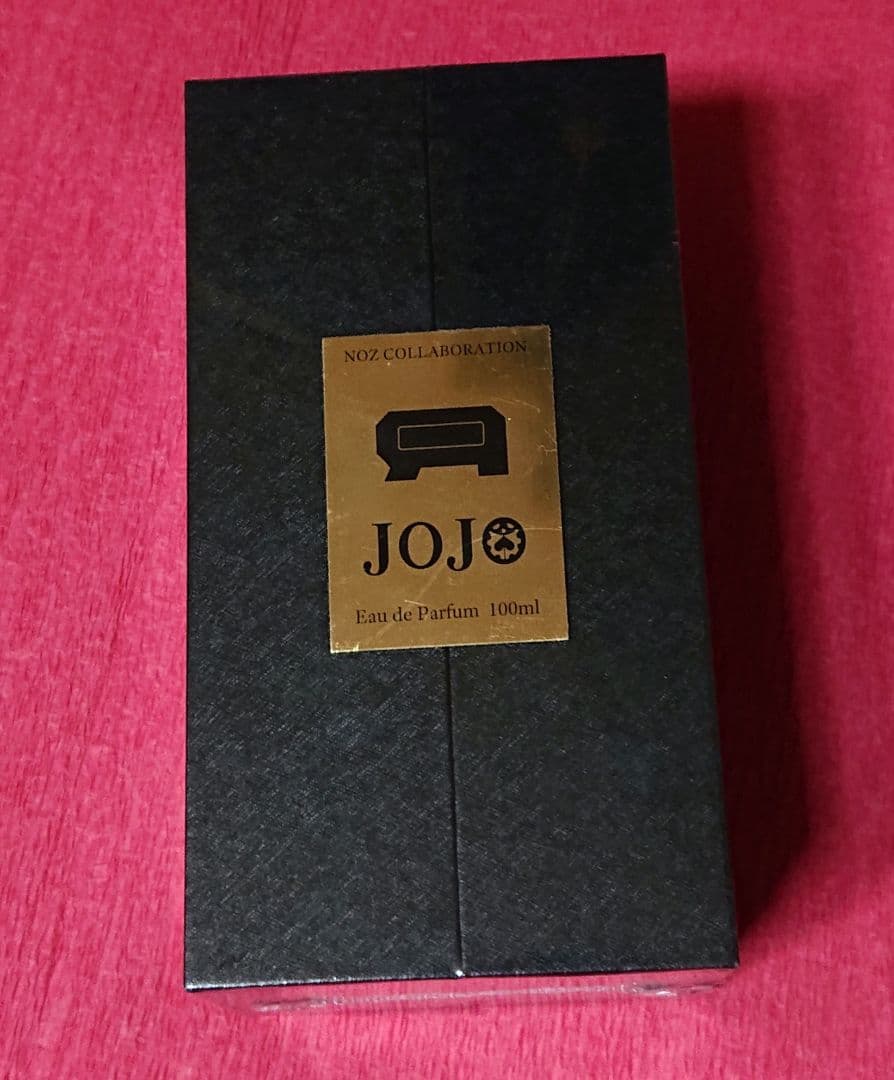 NOZ COLLABORATION
JOJO
Eau de Parfum 100ml